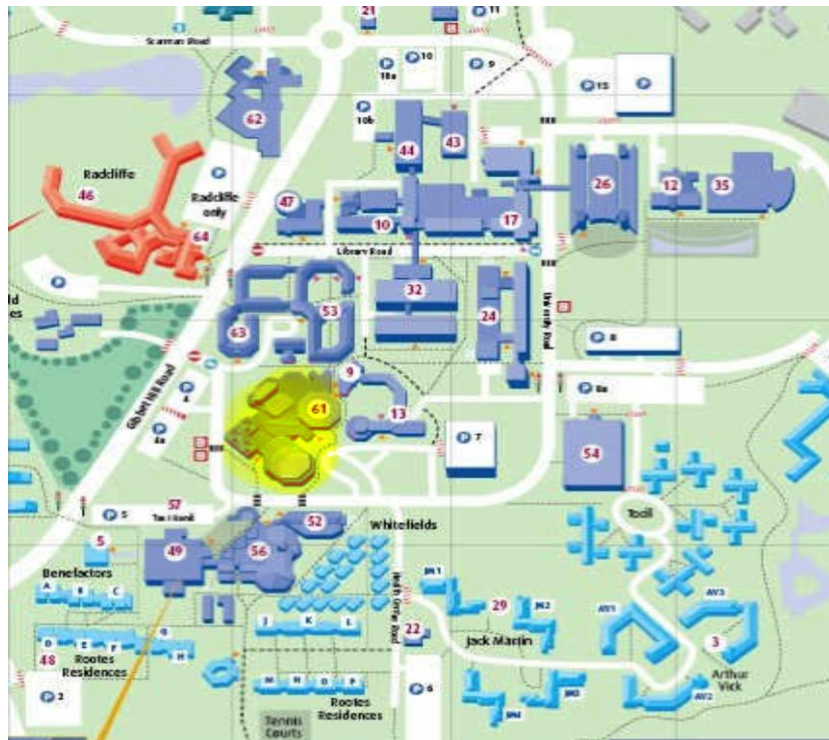 21
11
Scarman Road
P 10
P 9
10a
P 15
P
62
10b
44
43
P
Radcliffe
46
Radcliffe only
26
12
35
47
10
17
64
Library Road
P
32
53
63
24
University Road
P 8
Gibbet Hill Road
9
P 4
8a
61
13
4a
P 7
54
57
P 5
Tocil
52
Whitefields
5
49
56
Benefactors
A
B
C
JM1
AV3
Health Centre Road
29
JM2
AV1
J
K
L
D
E
F
G
H
22
Jack Martin
3
48
Rootes Residences
Arthur Vick
P 2
M
N
O
P
P 6
JM3
AV2
Rootes Residences
JM4
Tennis Courts